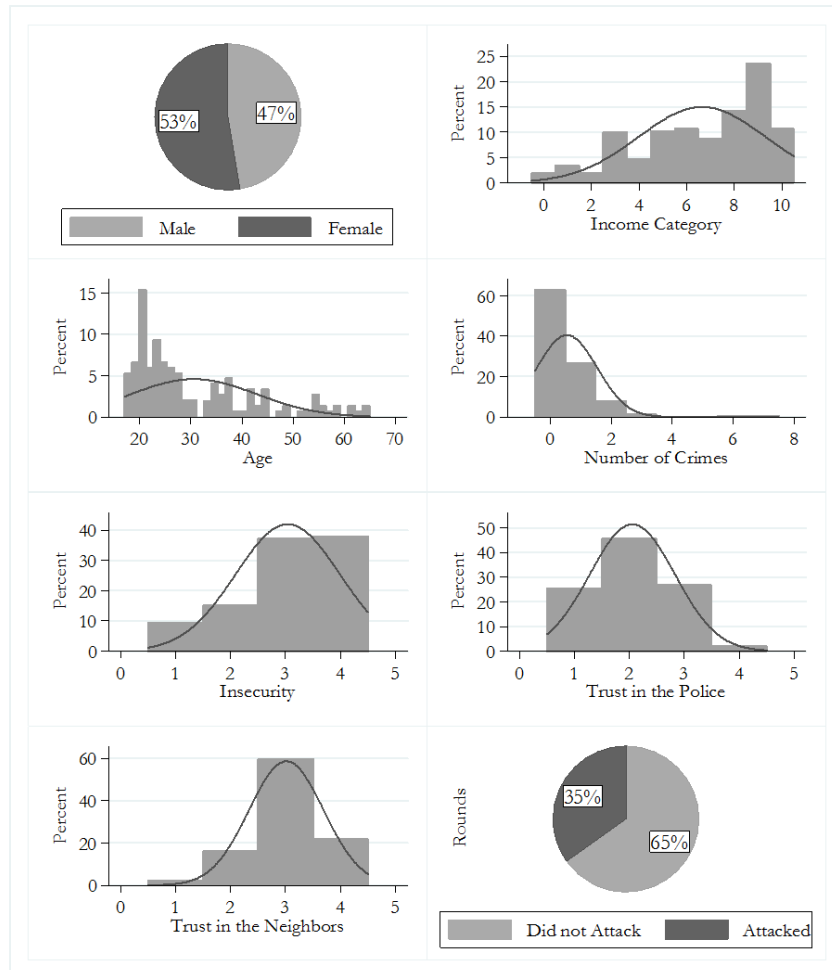 53%
47%
Male
Female
Percent
25
20
15
10
5
0
0 2 4 6 8 10
Income Category
Percent
15
10
5
0
20 30 40 50 60 70
Age
Percent
60
40
20
0
0 2 4 6 8
Number of Crimes
Percent
40
30
20
10
0
0 1 2 3 4 5
Insecurity
Percent
50
40
30
20
10
0
0 1 2 3 4 5
Trust in the Police
Percent
60
40
20
0
0 1 2 3 4 5
Trust in the Neighbors
Rounds
35%
65%
Did not Attack
Attacked